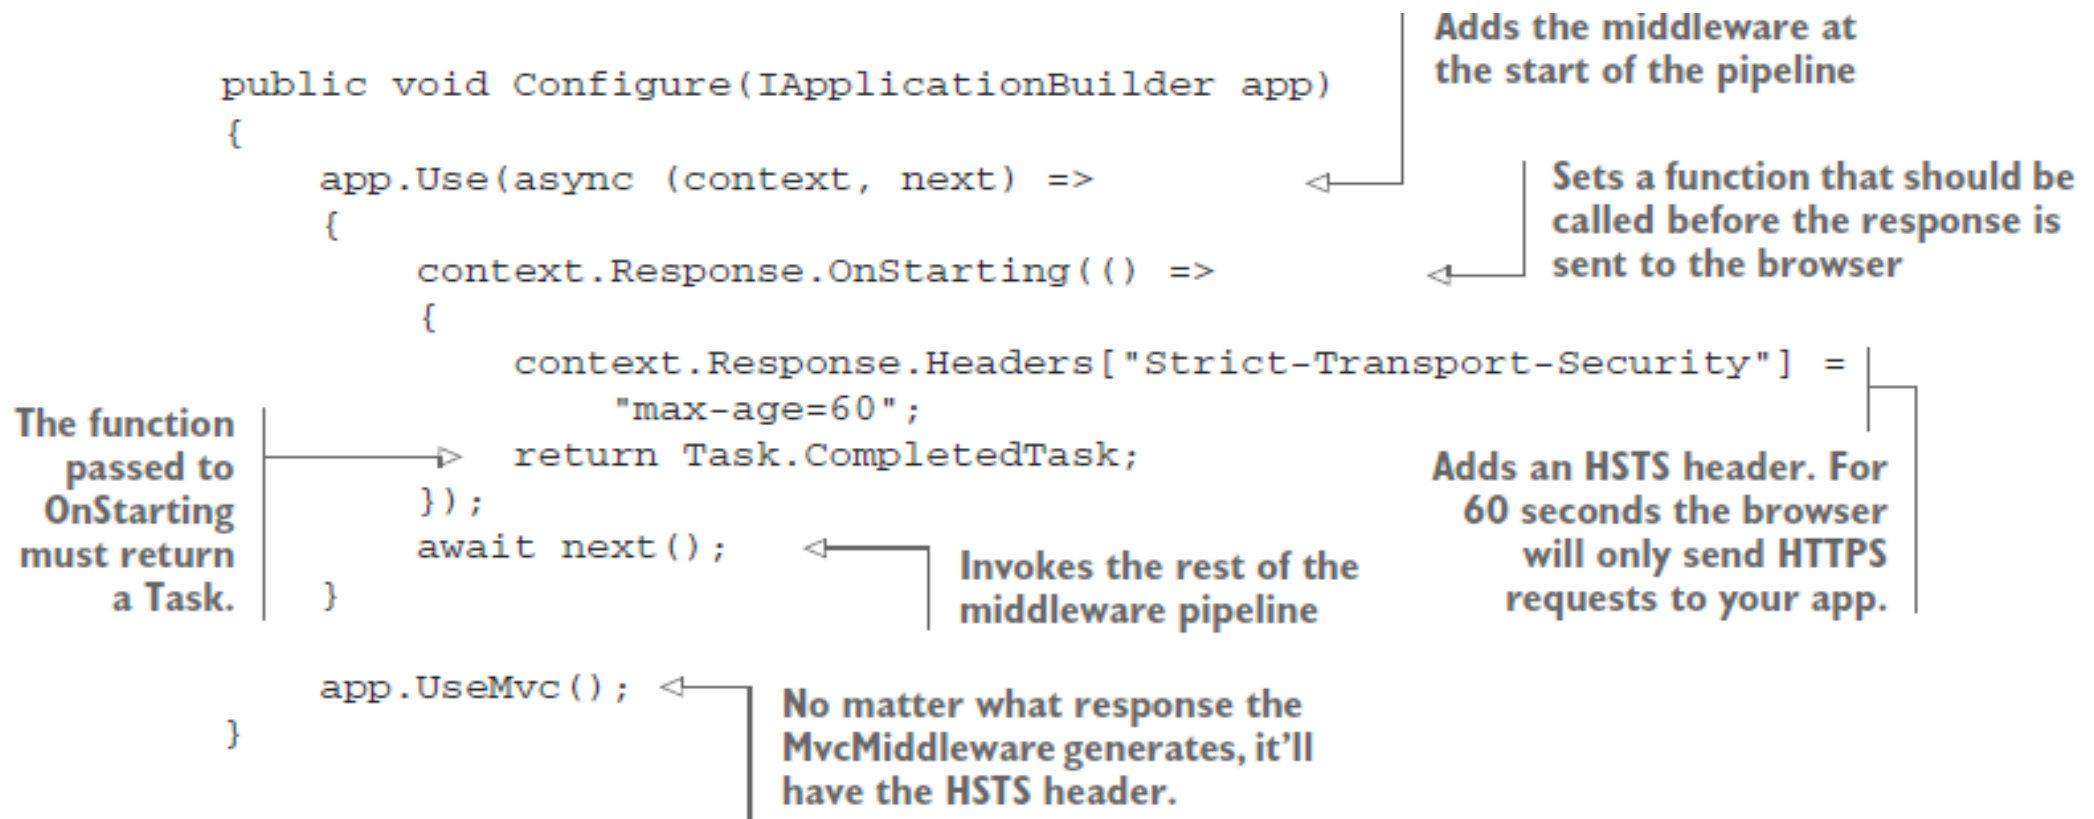 Adds the middleware at
the start of the pipeline
public void Configure(IApplicationBuilder app)
{
app.Use(async (context, next) =>
Sets a function that should be
called before the response is
sent to the browser
{
context.Response.OnStarting(() =>
{
context.Response.Headers["Strict-Transport-Security"] =
"max-age=60";
The function
passed to
OnStarting
must return
a Task.
return Task.CompletedTask;
Adds an HSTS header. For
60 seconds the browser
will only send HTTPS
requests to your app.
});
await next();
Invokes the rest of the
middleware pipeline
}
app.UseMvc();
No matter what response the
MvcMiddleware generates, it'll
have the HSTS header.
}